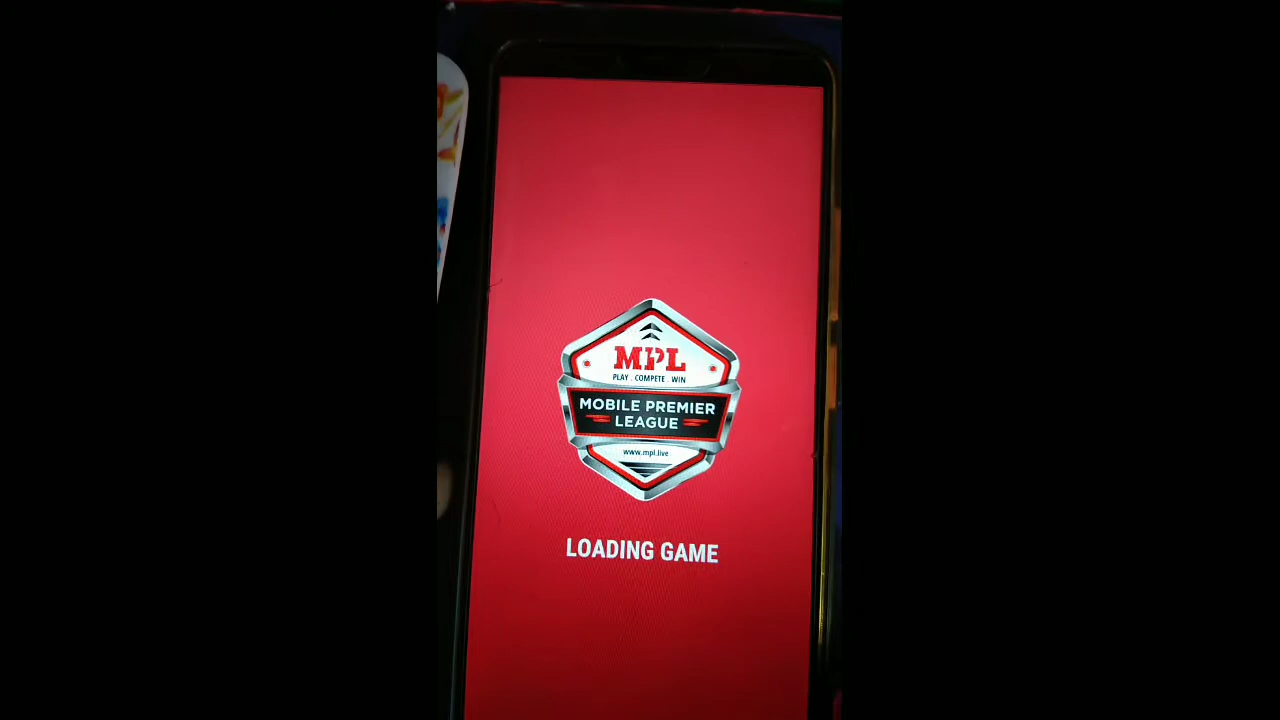 MPL
PLAY . COMPETE . WIN
MOBILE PREMIER
LEAGUE
www.mpl.live
LOADING GAME